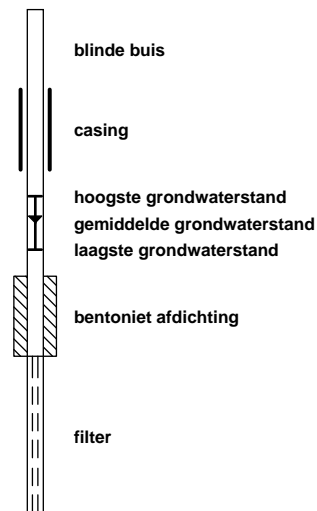 blinde buis
casing
hoogste grondwaterstand
gemiddelde grondwaterstand
laagste grondwaterstand
bentoniet afdichting
filter